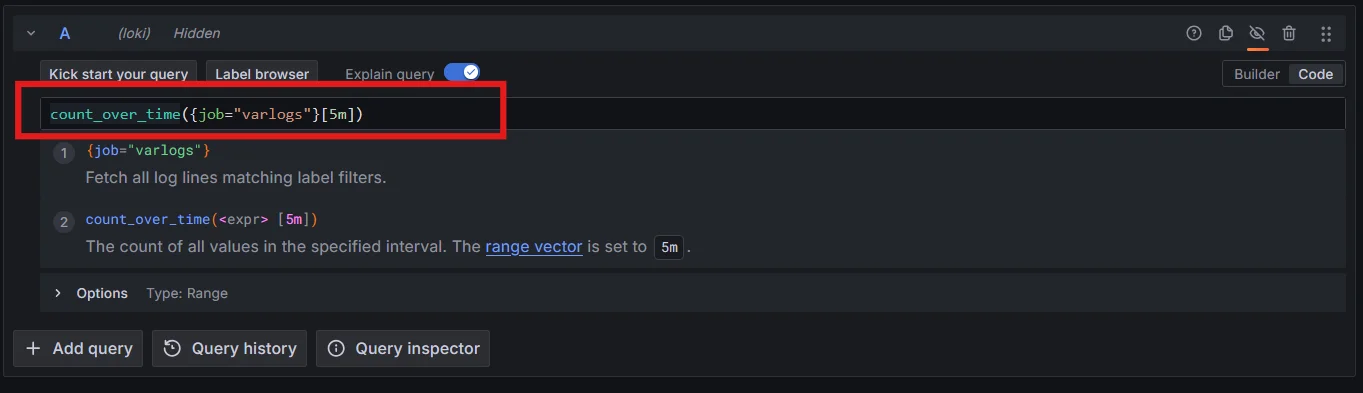 A (loki) Hidden
Kick start your query Label browser Explain query Builder Code
count_over_time({job="varlogs"}[5m])
1 {job="varlogs"}
Fetch all log lines matching label filters.
2 count_over_time(<expr> [5m])
The count of all values in the specified interval. The range vector is set to 5m .
Options Type: Range
+ Add query Query history Query inspector